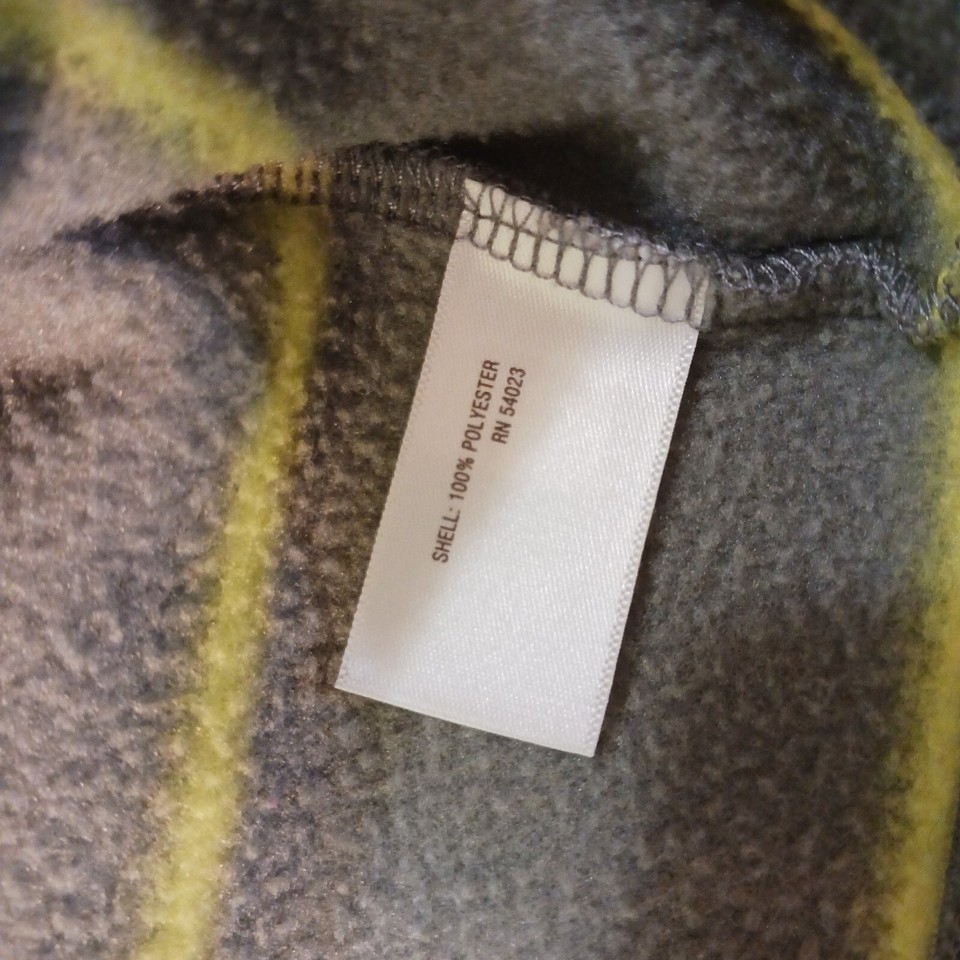 SHELL: 100% POLYESTER
RN 54023